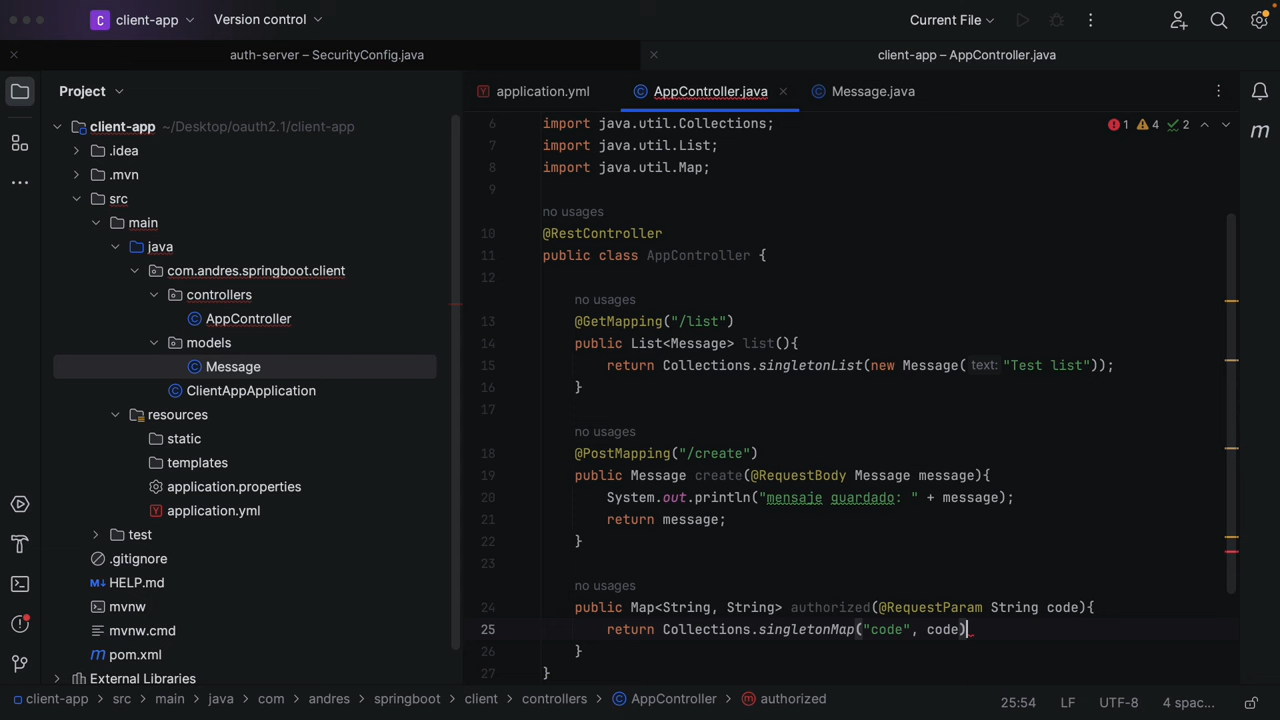 C client-app Version control Current File
auth-server – SecurityConfig.java client-app – AppController.java
Project
client-app ~/Desktop/oauth2.1/client-app
.idea
.mvn
src
main
java
com.andres.springboot.client
controllers
AppController
models
Message
ClientAppApplication
resources
static
templates
application.properties
application.yml
test
.gitignore
HELP.md
mvnw
mvnw.cmd
pom.xml
External Libraries
application.yml AppController.java Message.java
1 4 2
6 import java.util.Collections;
7 import java.util.List;
8 import java.util.Map;
9
no usages
10 @RestController
11 public class AppController {
12
no usages
13 @GetMapping("/list")
14 public List<Message> list(){
15 return Collections.singletonList(new Message( text: "Test list"));
16 }
17
no usages
18 @PostMapping("/create")
19 public Message create(@RequestBody Message message){
20 System.out.println("mensaje guardado: " + message);
21 return message;
22 }
23
no usages
24 public Map<String, String> authorized(@RequestParam String code){
25 return Collections.singletonMap("code", code)
26 }
27 }
m
client-app > src > main > java > com > andres > springboot > client > controllers > AppController > authorized 25:54 LF UTF-8 4 spac...